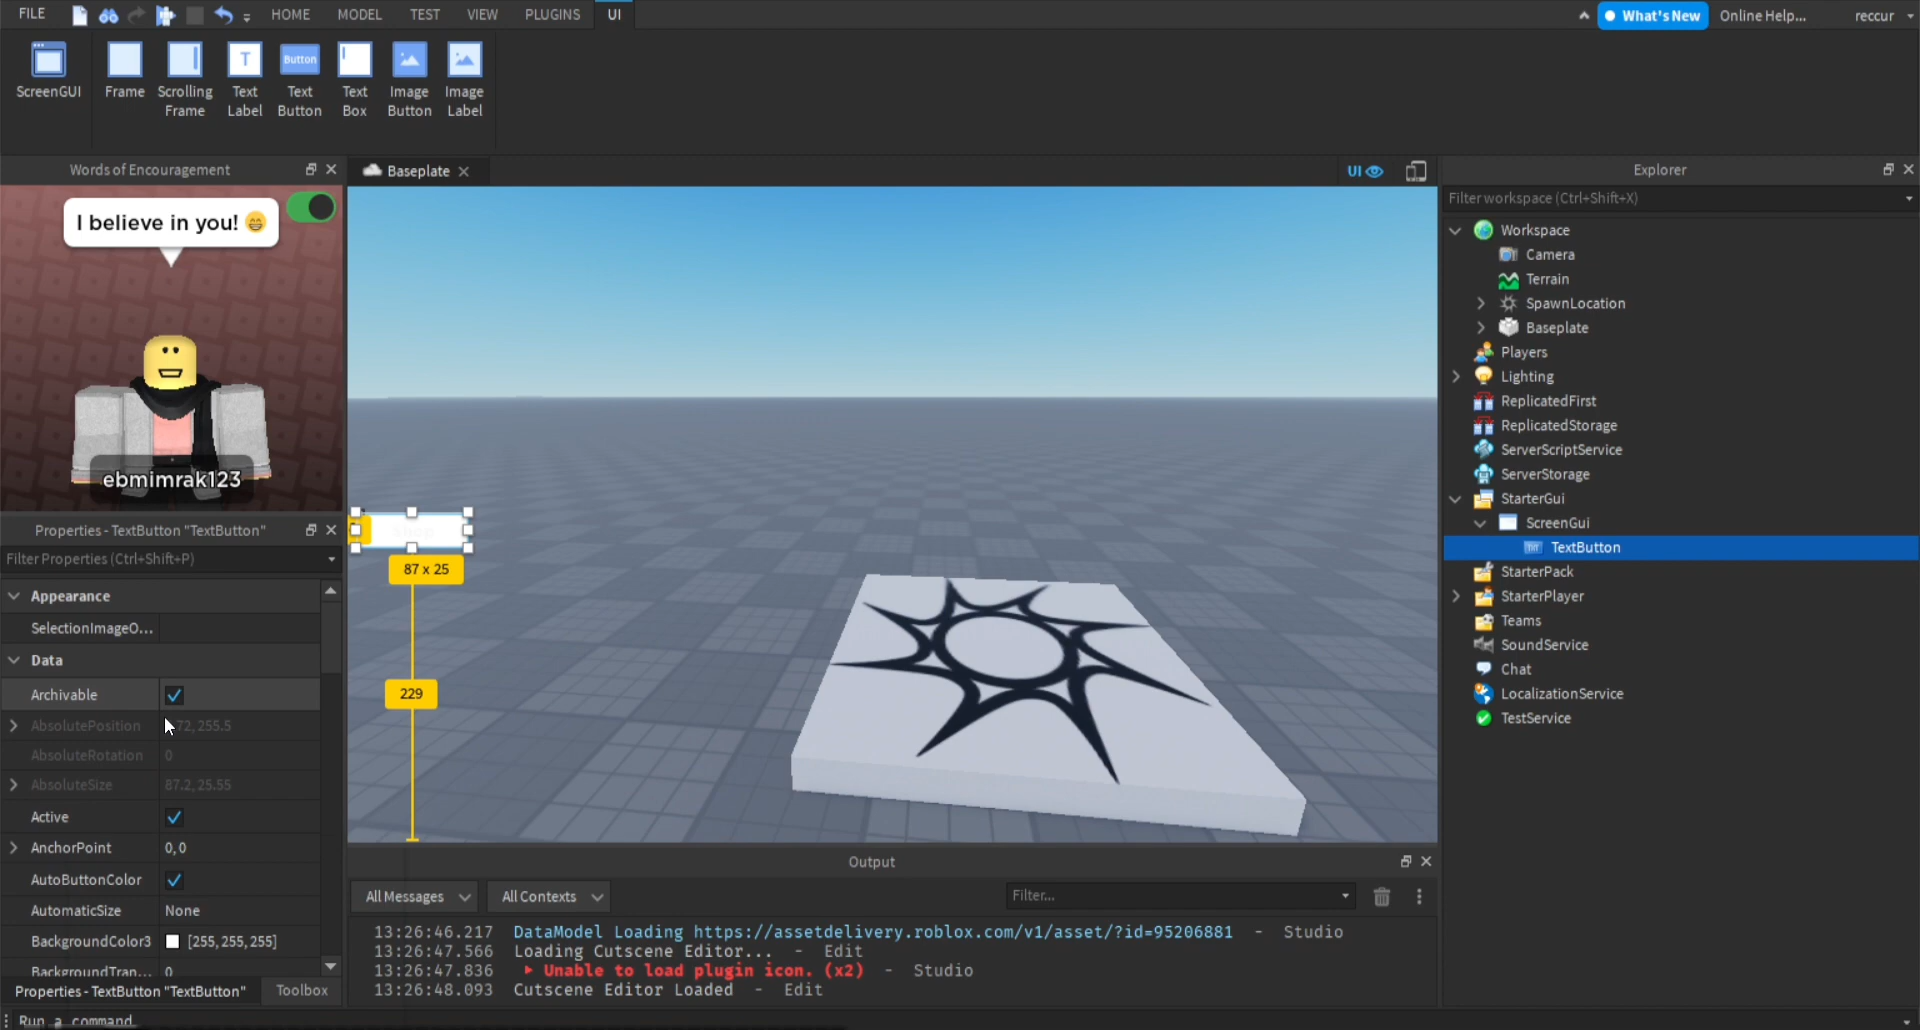 FILE
HOME
MODEL
TEST
VIEW
PLUGINS
UI
What's New
Online Help...
reccur
ScreenGUI
Frame
Scrolling
Frame
T
Text
Label
Button
Text
Button
Text
Box
Image
Button
Image
Label
Words of Encouragement
I believe in you! 😁
ebmimrak123
Baseplate
UI
Properties - TextButton "TextButton"
Filter Properties (Ctrl+Shift+P)
Appearance
SelectionImageO...
Data
Archivable
AbsolutePosition
72, 255.5
AbsoluteRotation
0
AbsoluteSize
87.2, 25.55
Active
AnchorPoint
0, 0
AutoButtonColor
AutomaticSize
None
BackgroundColor3
[255, 255, 255]
BackgroundTran...
0
Properties - TextButton "TextButton"
Toolbox
Run a command
87 x 25
229
Output
All Messages
All Contexts
Filter...
13:26:46.217 DataModel Loading https://assetdelivery.roblox.com/v1/asset/?id=95206881 - Studio
13:26:47.566 Loading Cutscene Editor... - Edit
13:26:47.836 Unable to load plugin icon. (x2) - Studio
13:26:48.093 Cutscene Editor Loaded - Edit
Explorer
Filter workspace (Ctrl+Shift+X)
Workspace
Camera
Terrain
SpawnLocation
Baseplate
Players
Lighting
ReplicatedFirst
ReplicatedStorage
ServerScriptService
ServerStorage
StarterGui
ScreenGui
TextButton
StarterPack
StarterPlayer
Teams
SoundService
Chat
LocalizationService
TestService